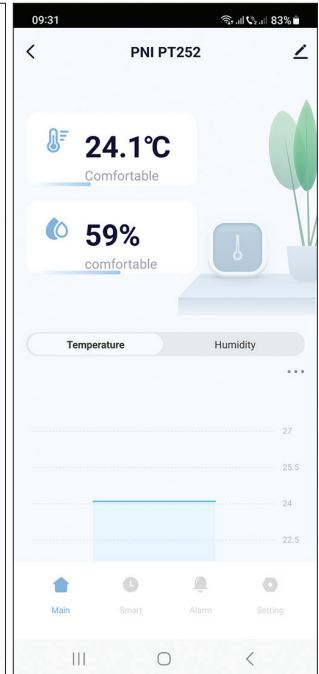 09:31
83%
PNI PT252
24.1°C
Comfortable
59%
comfortable
Temperature
Humidity
27
25.5
24
22.5
Main
Smart
Alarm
Setting